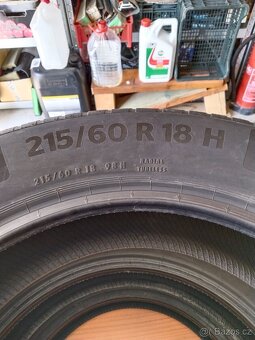 215/60 R 18 H
215/60 R 18 98 H
RADIAL
TUBELESS
Bazos.cz